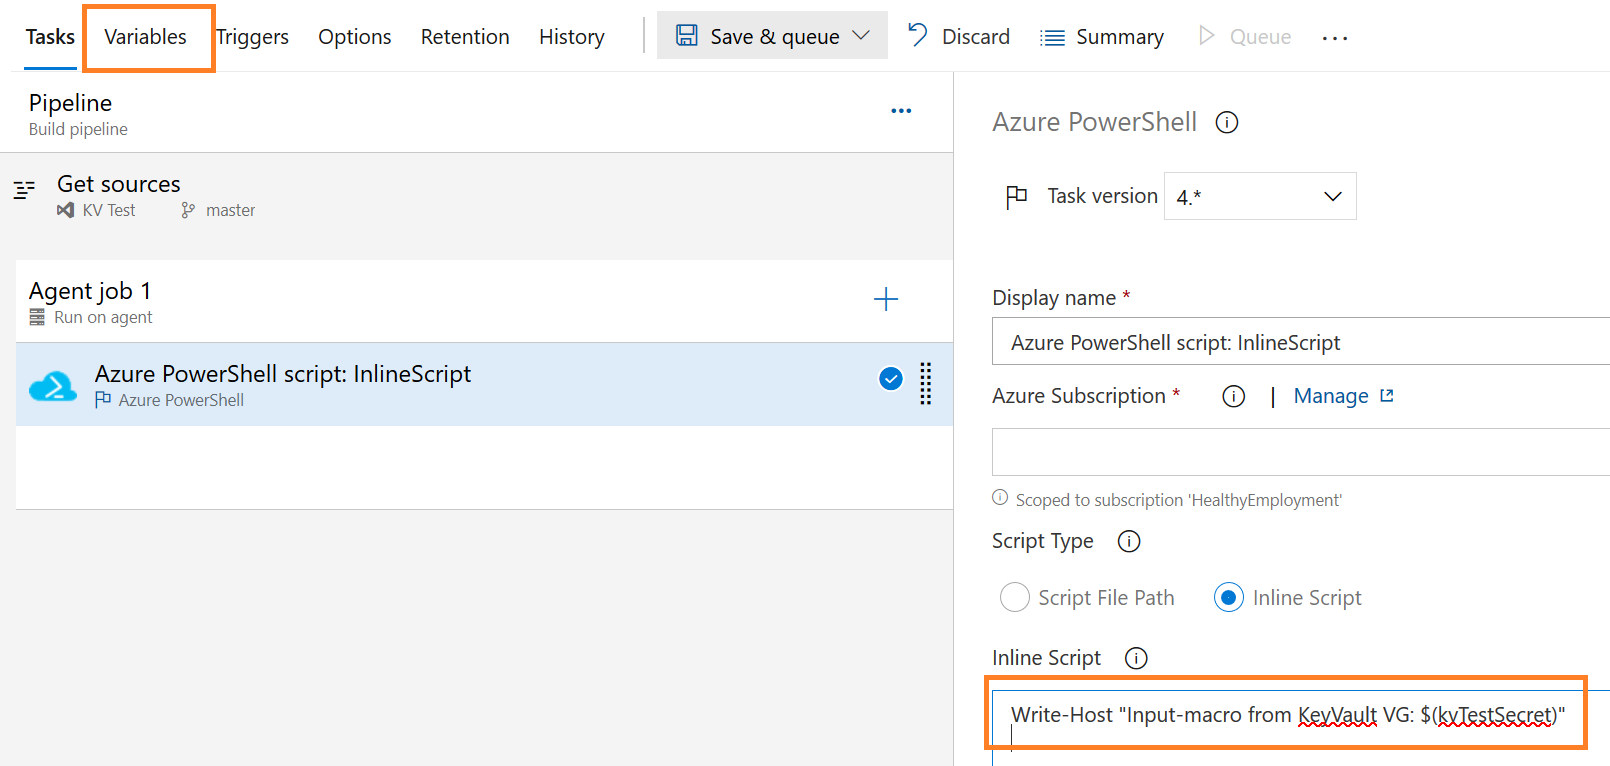 Tasks Variables Triggers Options Retention History Save & queue Discard Summary Queue ...
Pipeline
Build pipeline
Get sources
KV Test master
Agent job 1
Run on agent
Azure PowerShell script: InlineScript
Azure PowerShell
Azure PowerShell
Task version 4.*
Display name *
Azure PowerShell script: InlineScript
Azure Subscription * | Manage
Scoped to subscription 'HealthyEmployment'
Script Type
Script File Path Inline Script
Inline Script
Write-Host "Input-macro from KeyVault VG: $(kvTestSecret)"